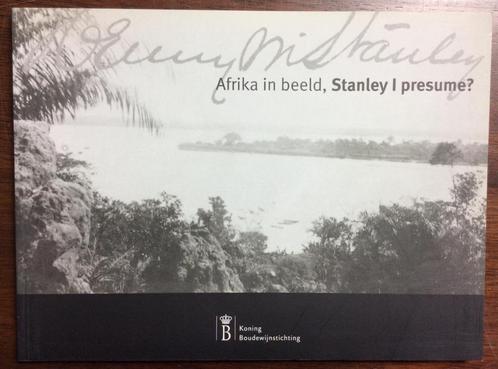 Henry M Stanley
Afrika in beeld, Stanley I presume?
B
Koning
Boudewijnstichting